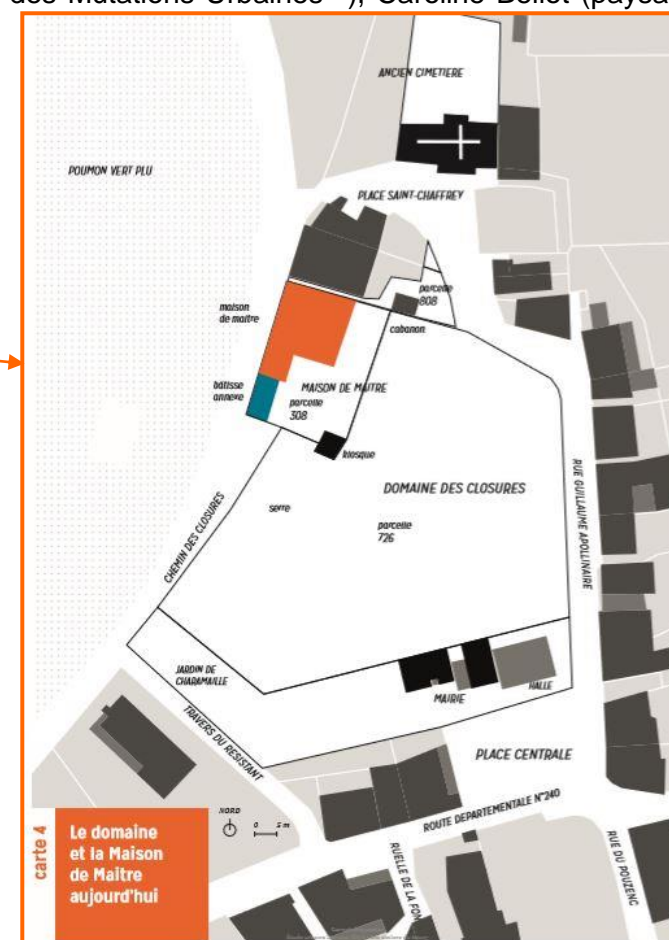 des Mutations Urbaines
), Caroline
(paysa
ANCIEN CIMETIERE
POUMON VERT PLU
PLACE SAINT-CHAFFREY
parcelle
808
maison
de maitre
cabanon
bâtisse
annexe
MAISON DE MAITRE
parcelle
308
kiosque
DOMAINE DES CLOSURES
RUE GUILLAUME APOLLINAIRE
serre
parcelle
726
CHEMIN DES CLOSURES
JARDIN DE
CHARAMAILLE
MAIRIE
HALLE
TRAVERS DU RESISTANT
PLACE CENTRALE
NORD
0 5 m
ROUTE DEPARTEMENTALE N°240
carte 4
Le domaine
et la Maison
de Maître
aujourd'hui
RUELLE DE LA FON
RUE DU POUZENC